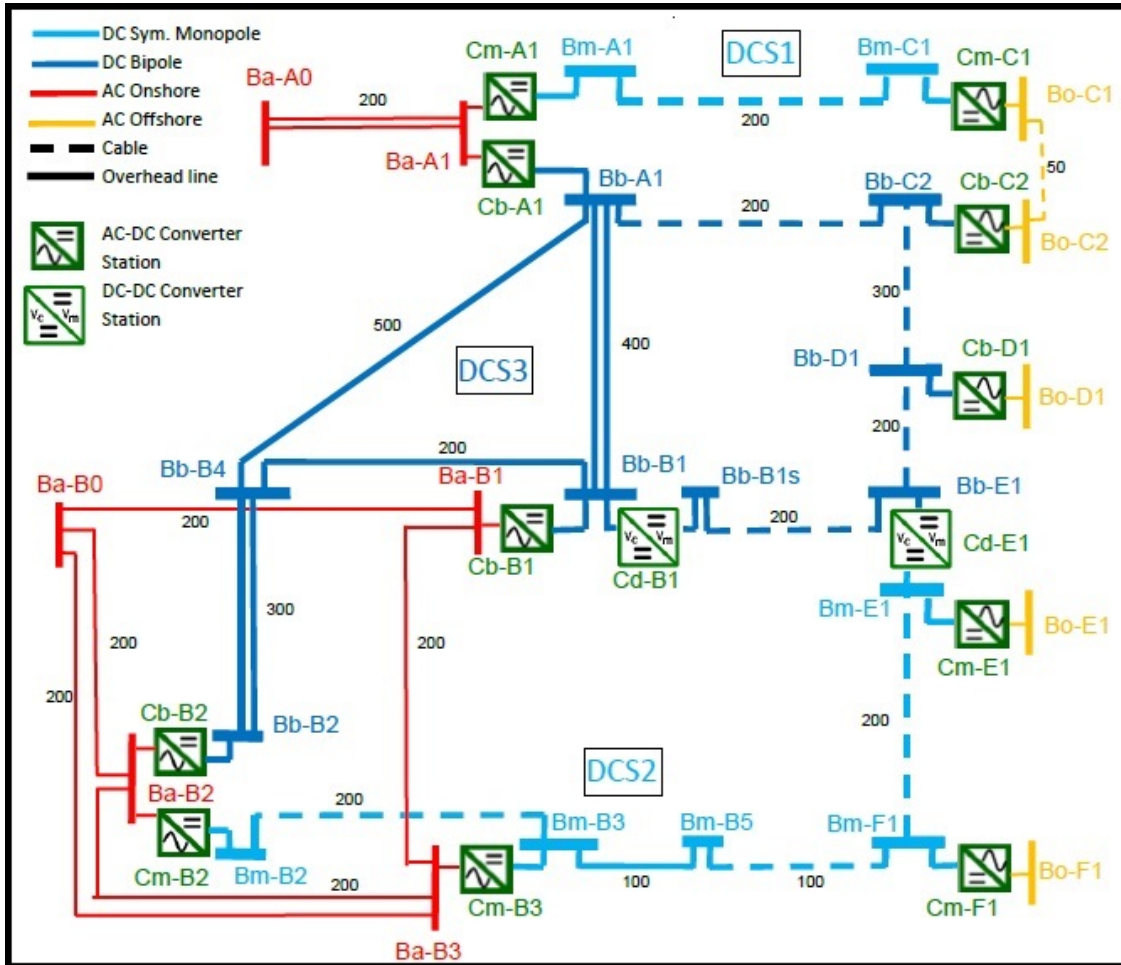 DC Sym. Monopole
DC Bipole
AC Onshore
AC Offshore
Cable
Overhead line
AC-DC Converter
Station
DC-DC Converter
Station
Vc
Vm
Ba-A0
200
Ba-A1
Cm-A1
Cb-A1
Bm-A1
DCS1
200
Bm-C1
Cm-C1
Bo-C1
50
Bb-A1
200
Bb-C2
Cb-C2
Bo-C2
300
500
400
DCS3
Bb-D1
Cb-D1
Bo-D1
200
Bb-B4
200
Ba-B1
Bb-B1
Bb-B1s
Bb-E1
Ba-B0
200
Cb-B1
Vc
Vm
Cd-B1
200
Vc
Vm
Cd-E1
Bm-E1
Bo-E1
Cm-E1
300
200
200
200
200
Cb-B2
Bb-B2
Ba-B2
Cm-B2
Bm-B2
200
DCS2
Bm-B3
Bm-B5
Bm-F1
100
100
200
Cm-B3
Ba-B3
Cm-F1
Bo-F1